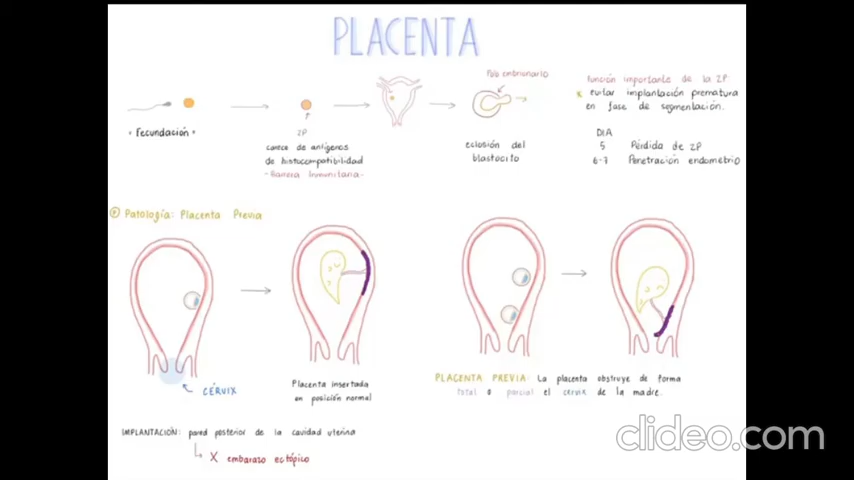 PLACENTA
Polo embrionario
Función importante de la ZP:
x evitar implantación prematura
en fase de segmentación.
• Fecundación •
ZP
carece de antígenos
de histocompatibilidad
- Barrera Inmunitaria -
eclosión del
blastocito
DIA
5 Pérdida de ZP
6-7 Penetración endometrio
Patología: Placenta Previa
CÉRVIX
Placenta insertada
en posición normal
PLACENTA PREVIA: La placenta obstruye de forma
total o parcial el cérvix de la madre.
IMPLANTACIÓN: pared posterior de la cavidad uterina
X embarazo ectópico
clideo.com